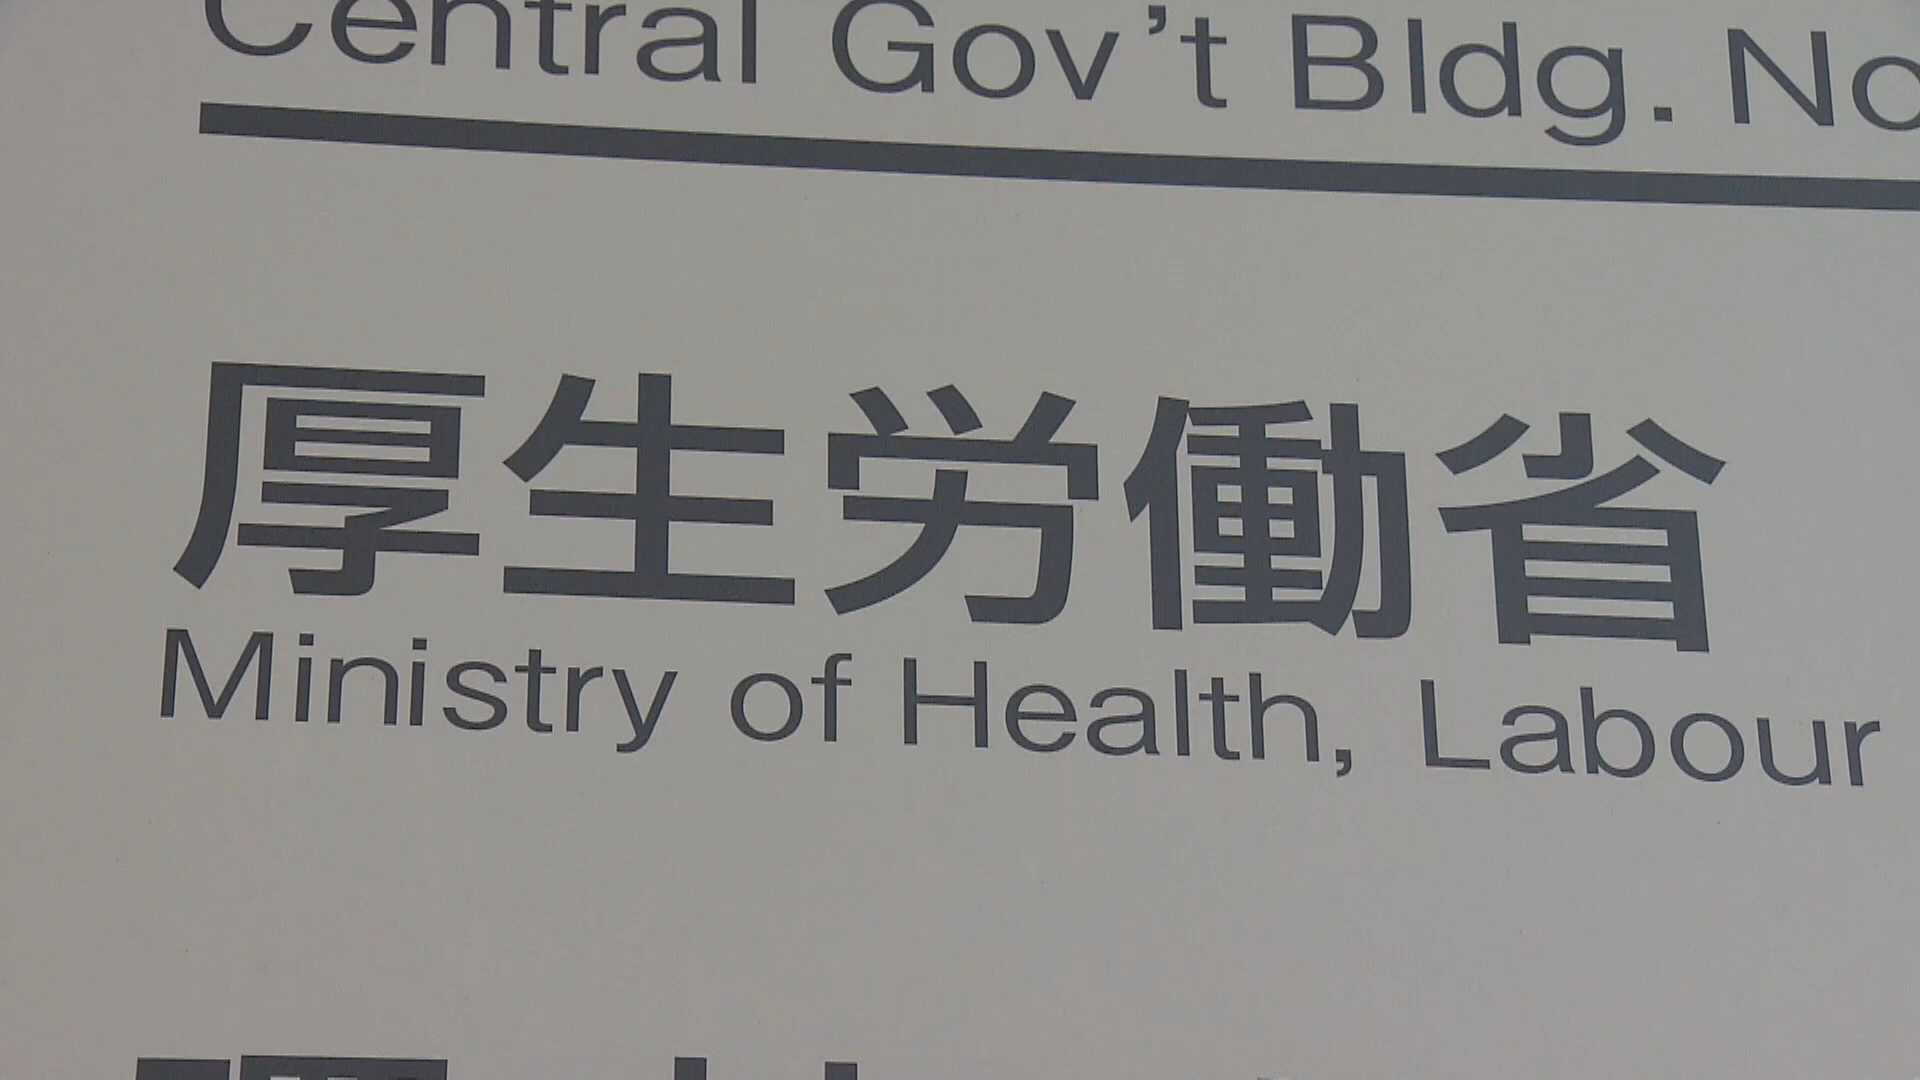 Central Gov't Bldg. No
厚生労働省
Ministry of Health, Labour